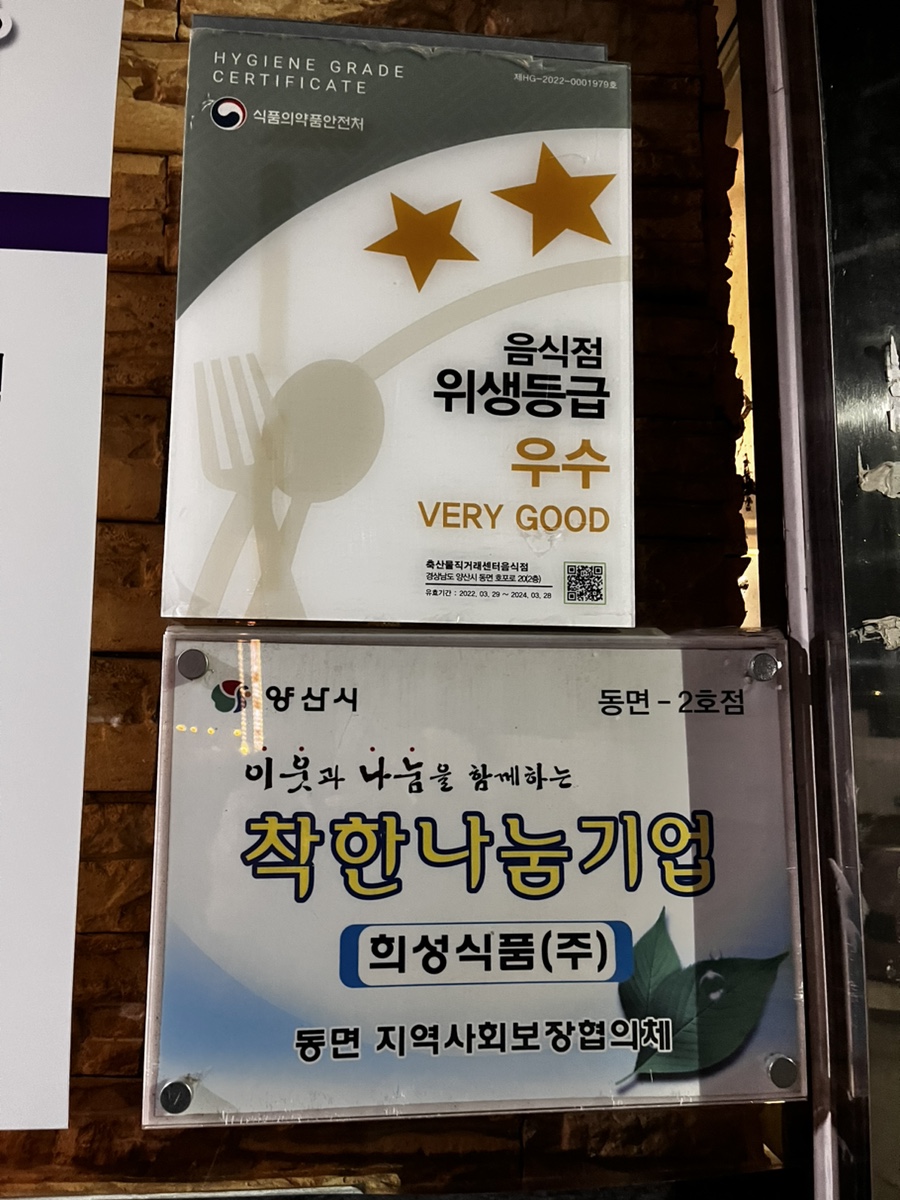 HYGIENE GRADE
CERTIFICATE
제HG-2022-0001979호
식품의약품안전처
음식점
위생등급
우수
VERY GOOD
축산물직거래센터음식점
경상남도 양산시 동면 호포로 20(2층)
유효기간 : 2022. 03. 29 ~ 2024. 03. 28
양산시
동면 - 2호점
이웃과 나눔을 함께하는
착한나눔기업
희성식품(주)
동면 지역사회보장협의체